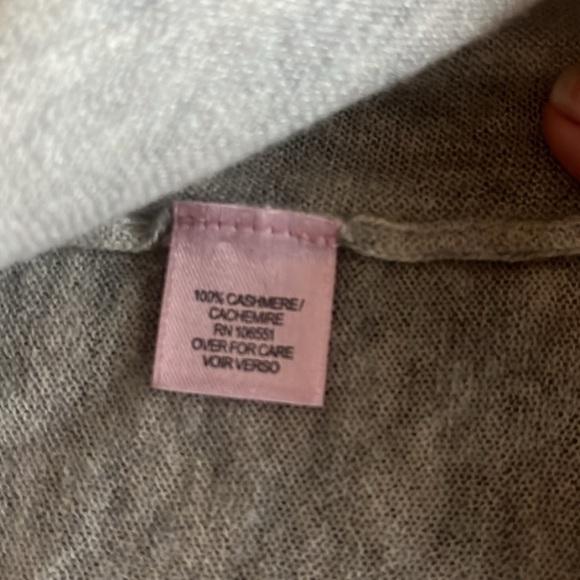 100% CASHMERE/
CACHEMIRE
RN 106551
OVER FOR CARE
VOIR VERSO